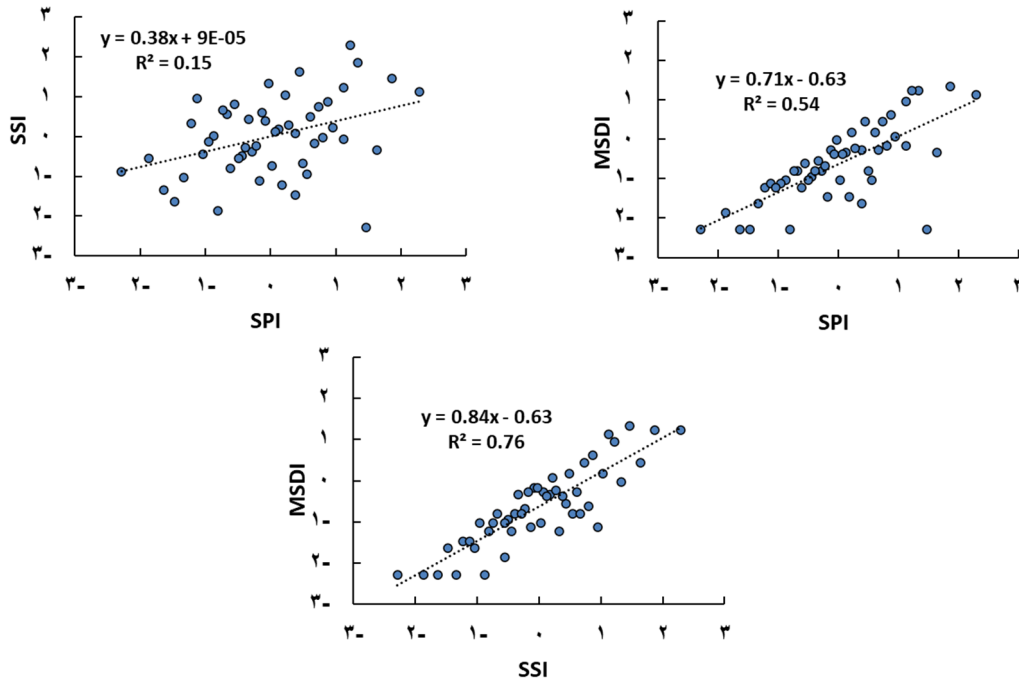 ۳
۲
۱
۰
۱-
۲-
۳-
SSI
y = 0.38x + 9E-05
R² = 0.15
۳- ۲- ۱- ۰ ۱ ۲ ۳
SPI
۳
۲
۱
۰
۱-
۲-
۳-
MSDI
y = 0.71x - 0.63
R² = 0.54
۳- ۲- ۱- ۰ ۱ ۲ ۳
SPI
۳
۲
۱
۰
۱-
۲-
۳-
MSDI
y = 0.84x - 0.63
R² = 0.76
۳- ۲- ۱- ۰ ۱ ۲ ۳
SSI